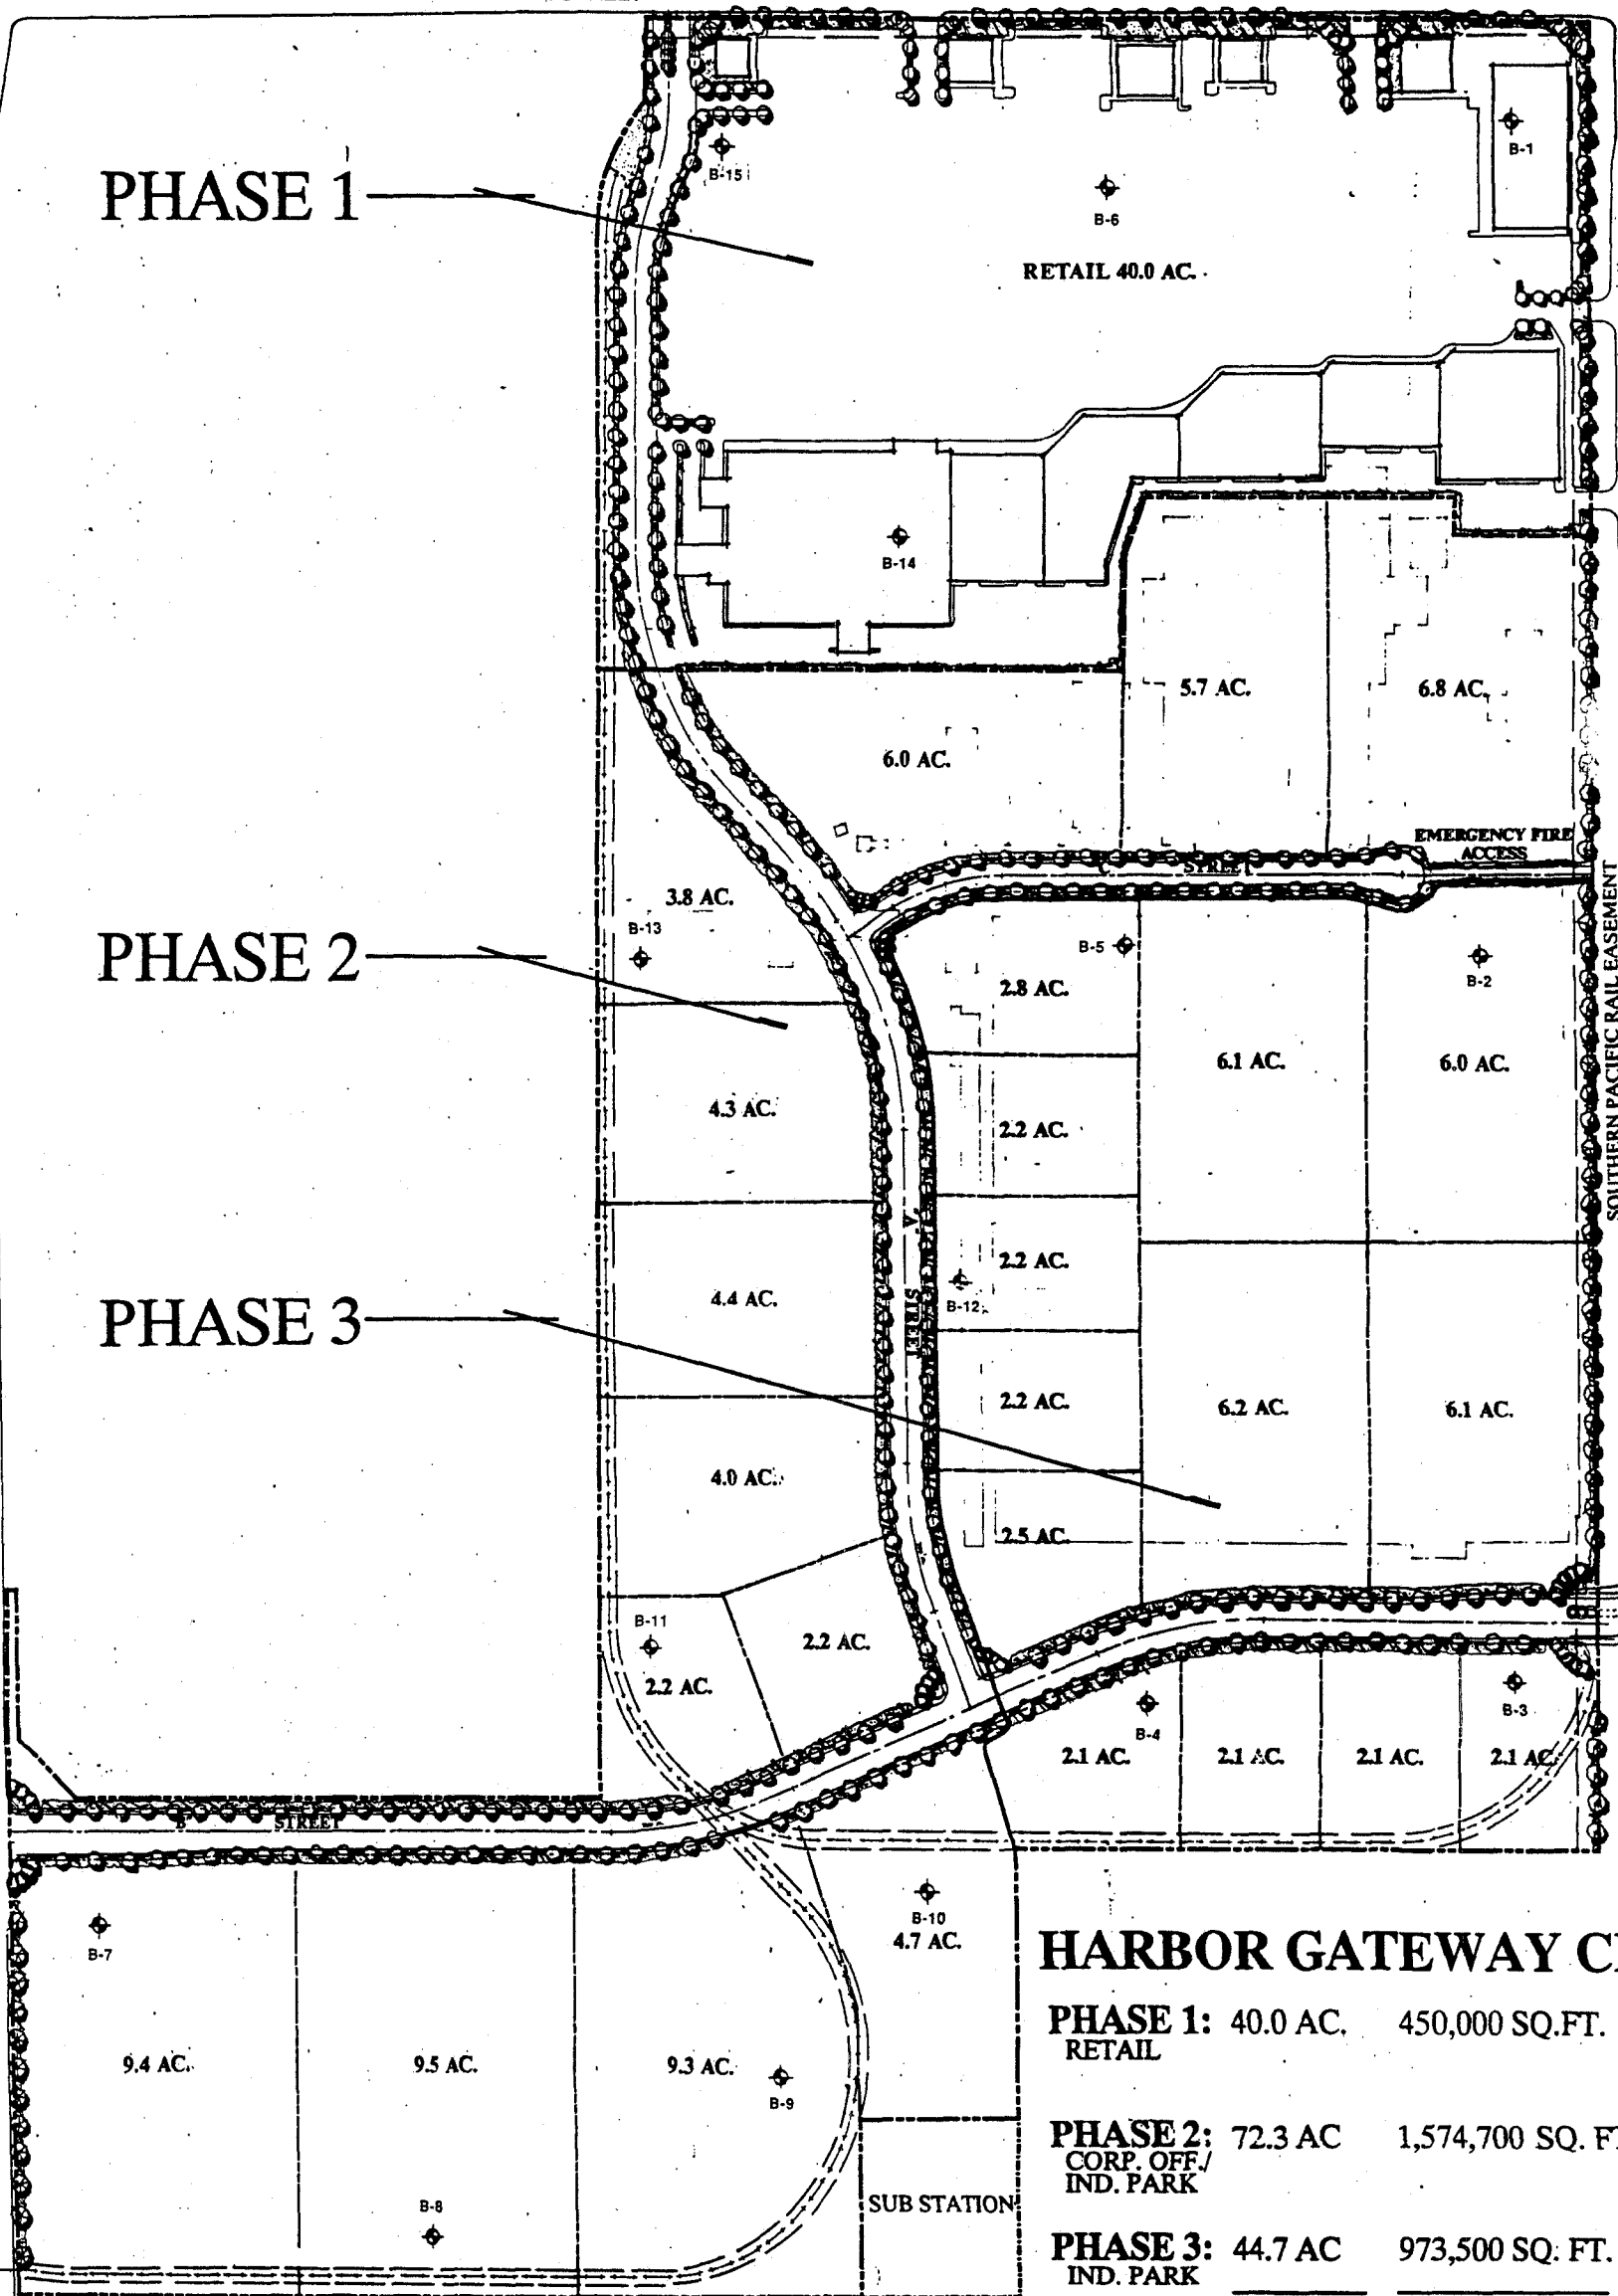 B-1
B-15
PHASE 1
B-6
RETAIL 40.0 AC.
B-14
5.7 AC.
6.8 AC.
6.0 AC.
EMERGENCY FIRE
ACCESS
'C' STREET
3.8 AC.
B-13
B-5
B-2
PHASE 2
2.8 AC.
SOUTHERN PACIFIC RAIL EASEMENT
6.1 AC.
6.0 AC.
4.3 AC.
2.2 AC.
'A' STREET
2.2 AC.
4.4 AC.
B-12
PHASE 3
2.2 AC.
6.2 AC.
6.1 AC.
4.0 AC.
2.5 AC.
B-11
2.2 AC.
2.2 AC.
B-3
B-4
2.1 AC.
2.1 AC.
2.1 AC.
2.1 AC.
'B' STREET
B-10
4.7 AC.
B-7
HARBOR GATEWAY
PHASE 1: 40.0 AC. 450,000 SQ.FT.
RETAIL
9.4 AC.
9.5 AC.
9.3 AC.
B-9
PHASE 2: 72.3 AC 1,574,700 SQ. FT
CORP. OFF./
IND. PARK
B-8
SUB STATION
PHASE 3: 44.7 AC 973,500 SQ. FT.
IND. PARK